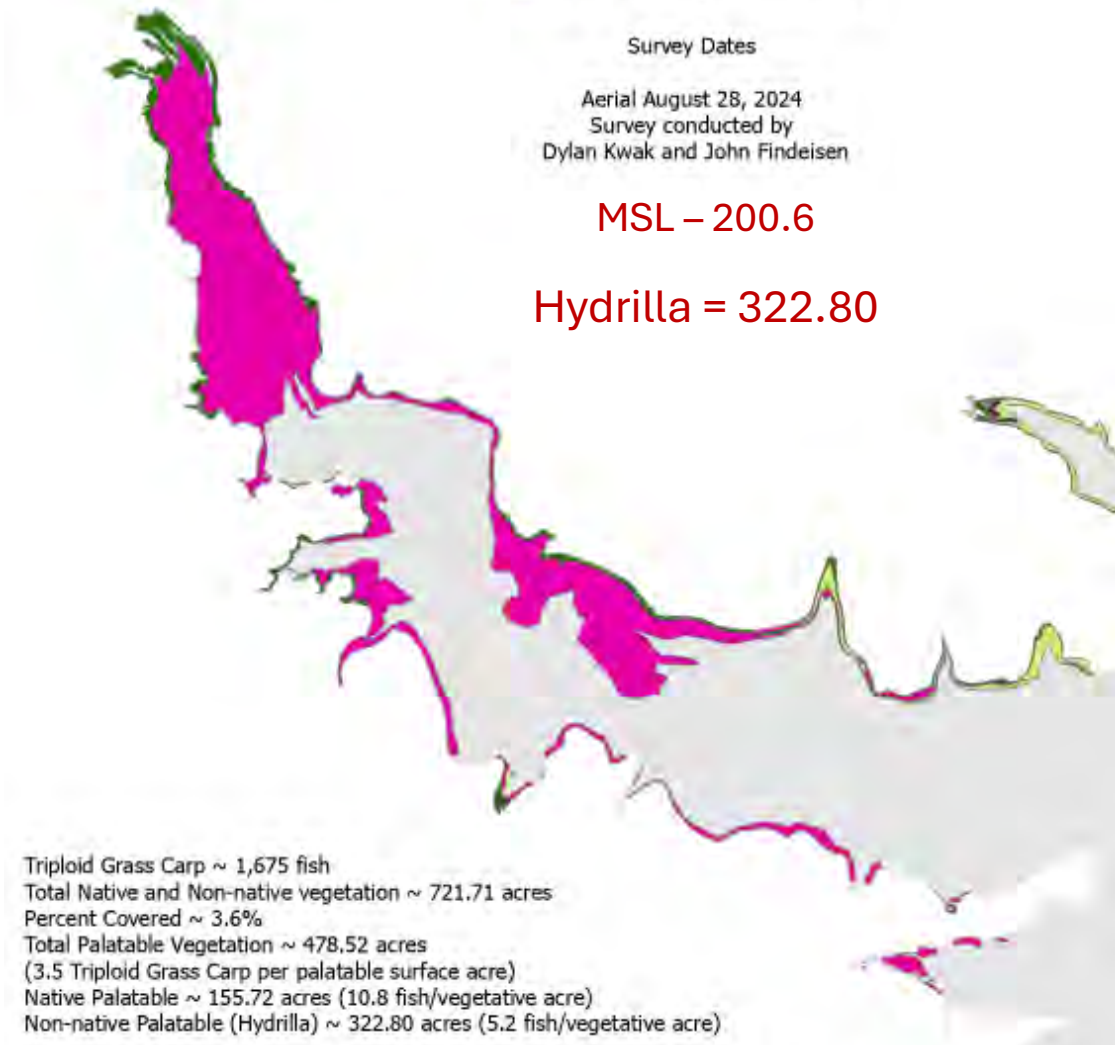 Survey Dates
Aerial August 28, 2024
Survey conducted by
Dylan Kwak and John Findeisen
MSL – 200.6
Hydrilla = 322.80
Triploid Grass Carp ~ 1,675 fish
Total Native and Non-native vegetation ~ 721.71 acres
Percent Covered ~ 3.6%
Total Palatable Vegetation ~ 478.52 acres
(3.5 Triploid Grass Carp per palatable surface acre)
Native Palatable ~ 155.72 acres (10.8 fish/vegetative acre)
Non-native Palatable (Hydrilla) ~ 322.80 acres (5.2 fish/vegetative acre)